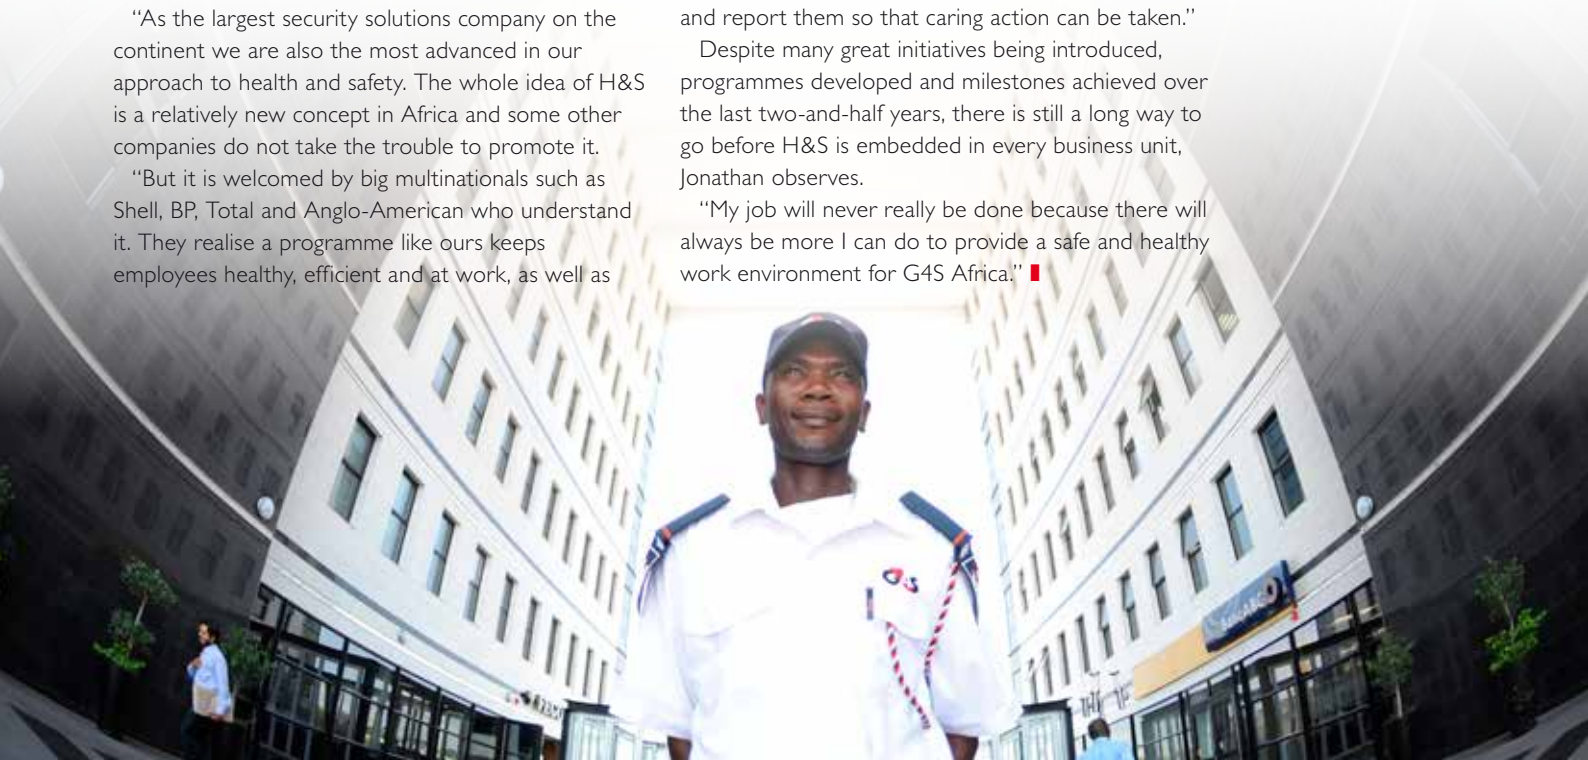 “As the largest security solutions company on the
continent we are also the most advanced in our
approach to health and safety. The whole idea of H&S
is a relatively new concept in Africa and some other
companies do not take the trouble to promote it.
“But it is welcomed by big multinationals such as
Shell, BP, Total and Anglo-American who understand
it. They realise a programme like ours keeps
employees healthy, efficient and at work, as well as
and report them so that caring action can be taken.”
Despite many great initiatives being introduced,
programmes developed and milestones achieved over
the last two-and-half years, there is still a long way to
go before H&S is embedded in every business unit,
Jonathan observes.
“My job will never really be done because there will
always be more I can do to provide a safe and healthy
work environment for G4S Africa.”